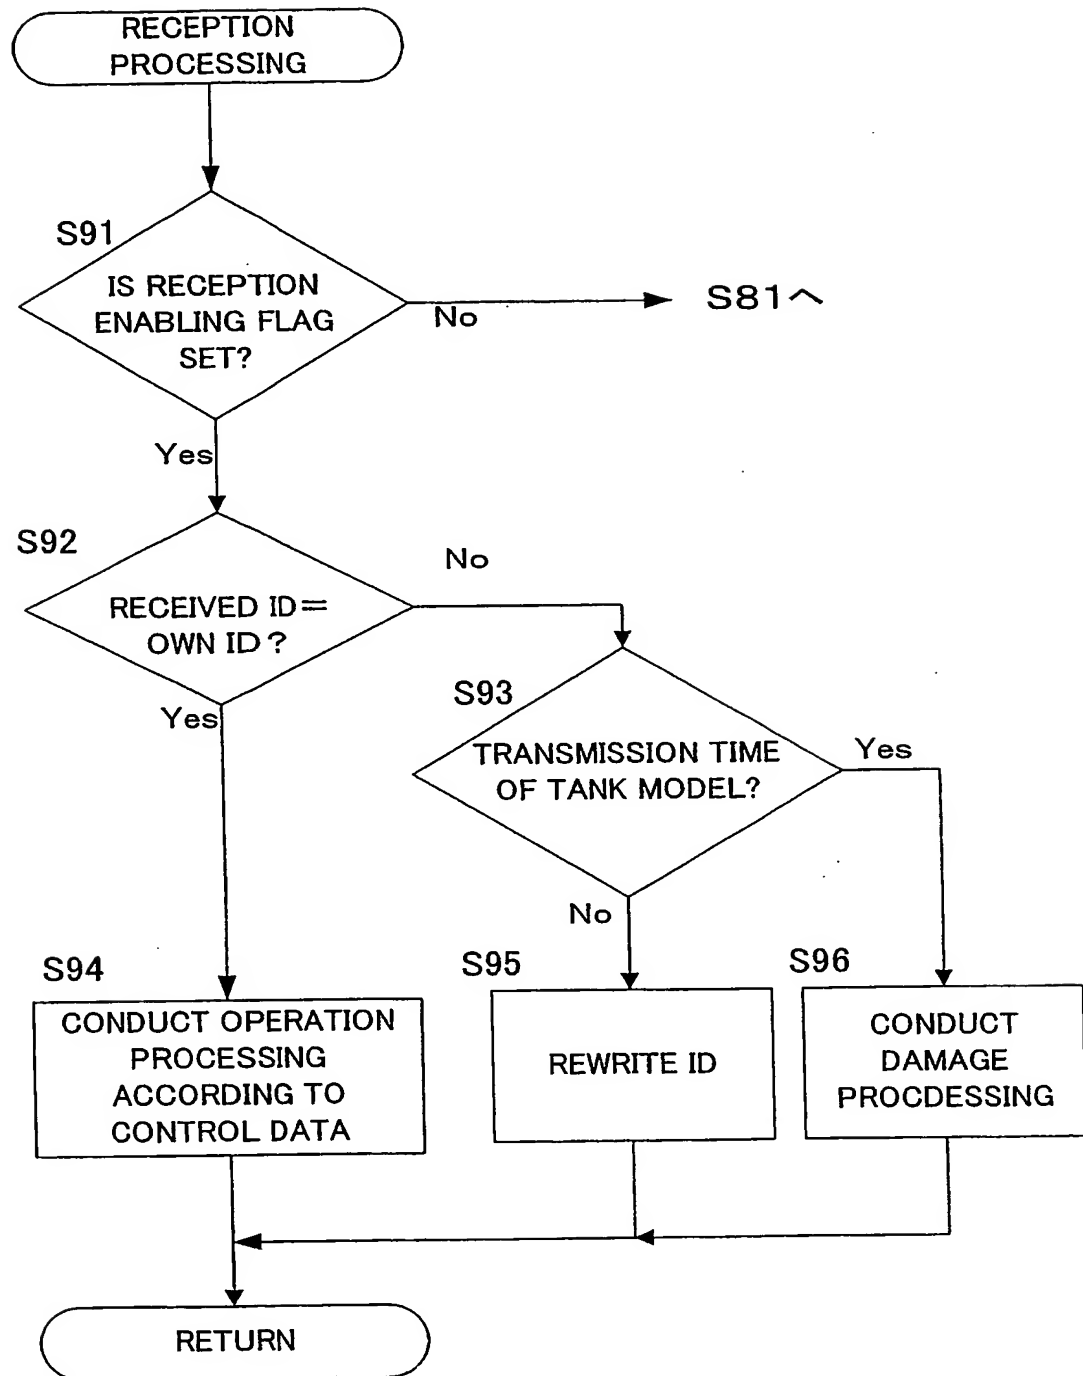 RECEPTION
PROCESSING
S91
IS RECEPTION
ENABLING FLAG
SET?
No
S81へ
Yes
S92
RECEIVED ID=
OWN ID?
No
Yes
S93
TRANSMISSION TIME
OF TANK MODEL?
Yes
No
S94
CONDUCT OPERATION
PROCESSING
ACCORDING TO
CONTROL DATA
S95
REWRITE ID
S96
CONDUCT
DAMAGE
PROCDESSING
RETURN